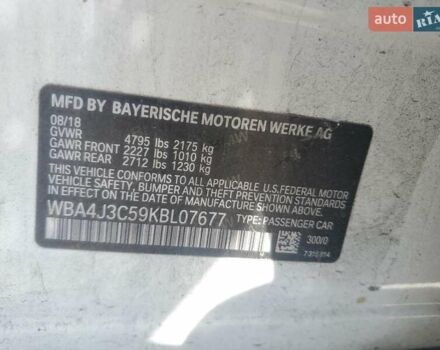 AUTO RIA
MFD BY BAYERISCHE MOTOREN WERKE AG
08/18
GVWR 4795 lbs 2175 kg
GAWR FRONT 2227 lbs 1010 kg
GAWR REAR 2712 lbs 1230 kg
THIS VEHICLE CONFORMS TO ALL APPLICABLE
U.S.FEDERAL MOTOR
VEHICLE SAFETY, BUMPER, AND THEFT PREVENTION
STANDARDS IN EFFECT ON THE DATE OF
MANUFACTURE SHOWN ABOVE.
WBA4J3C59KBL07677 TYPE: PASSENGER CAR
300/0